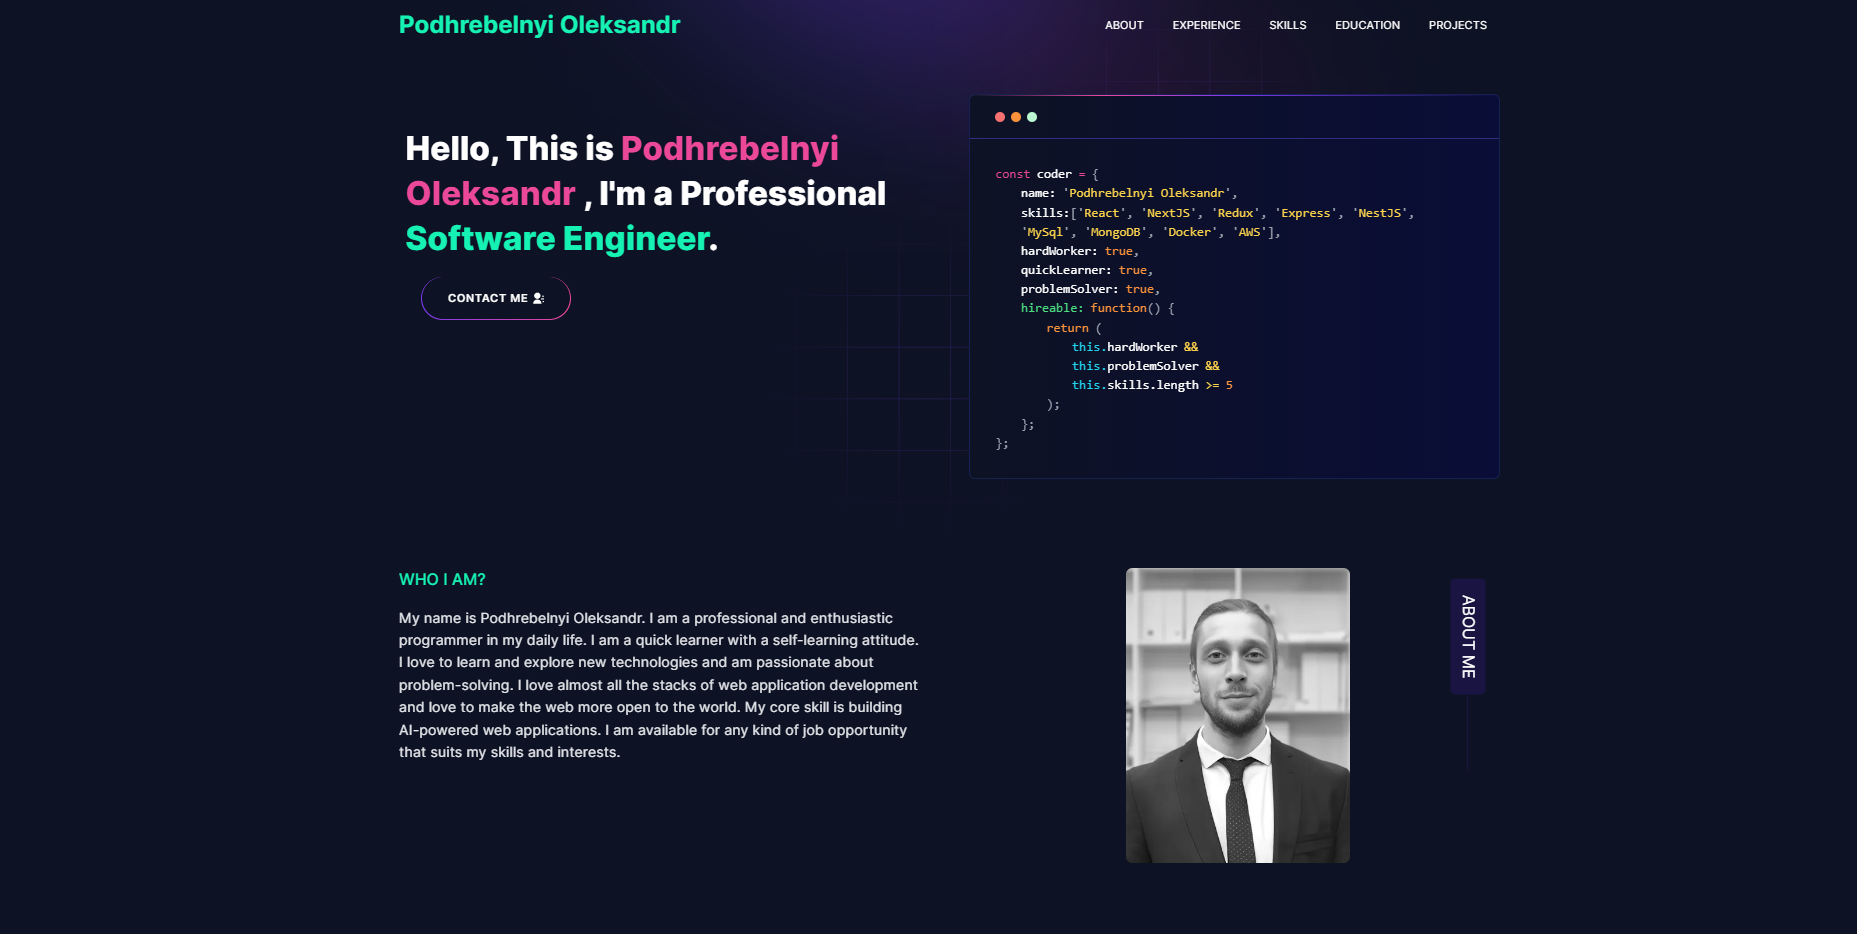 Podhrebelnyi Oleksandr
ABOUT EXPERIENCE SKILLS EDUCATION PROJECTS
Hello, This is Podhrebelnyi
Oleksandr , I'm a Professional
Software Engineer.
CONTACT ME
const coder = {
name: 'Podhrebelnyi Oleksandr',
skills:['React', 'NextJS', 'Redux', 'Express', 'NestJS',
'MySql', 'MongoDB', 'Docker', 'AWS'],
hardWorker: true,
quickLearner: true,
problemSolver: true,
hireable: function() {
return (
this.hardWorker &&
this.problemSolver &&
this.skills.length >= 5
);
};
};
WHO I AM?
My name is Podhrebelnyi Oleksandr. I am a professional and enthusiastic
programmer in my daily life. I am a quick learner with a self-learning attitude.
I love to learn and explore new technologies and am passionate about
problem-solving. I love almost all the stacks of web application development
and love to make the web more open to the world. My core skill is building
AI-powered web applications. I am available for any kind of job opportunity
that suits my skills and interests.
ABOUT ME